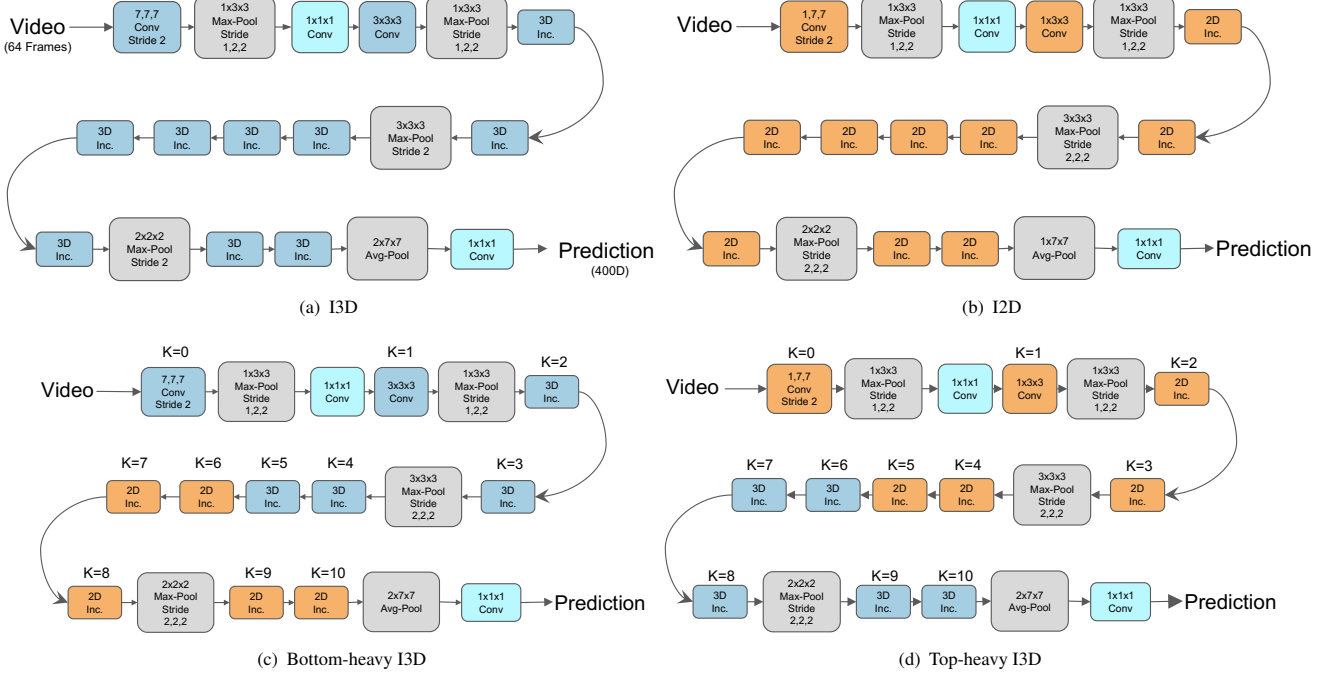 Video
(64 Frames)
7,7,7
Conv
Stride 2
1x3x3
Max-Pool
Stride
1,2,2
1x1x1
Conv
3x3x3
Conv
1x3x3
Max-Pool
Stride
1,2,2
3D
Inc.
3D
Inc.
3D
Inc.
3D
Inc.
3D
Inc.
3x3x3
Max-Pool
Stride 2
3D
Inc.
3D
Inc.
2x2x2
Max-Pool
Stride 2
3D
Inc.
3D
Inc.
2x7x7
Avg-Pool
1x1x1
Conv
Prediction
(400D)
(a) I3D
Video
1,7,7
Conv
Stride 2
1x3x3
Max-Pool
Stride
1,2,2
1x1x1
Conv
1x3x3
Conv
1x3x3
Max-Pool
Stride
1,2,2
2D
Inc.
2D
Inc.
2D
Inc.
2D
Inc.
2D
Inc.
3x3x3
Max-Pool
Stride
2,2,2
2D
Inc.
2D
Inc.
2x2x2
Max-Pool
Stride
2,2,2
2D
Inc.
2D
Inc.
1x7x7
Avg-Pool
1x1x1
Conv
Prediction
(b) I2D
K=0
K=1
K=2
Video
7,7,7
Conv
Stride 2
1x3x3
Max-Pool
Stride
1,2,2
1x1x1
Conv
3x3x3
Conv
1x3x3
Max-Pool
Stride
1,2,2
3D
Inc.
K=7
K=6
K=5
K=4
K=3
2D
Inc.
2D
Inc.
3D
Inc.
3D
Inc.
3x3x3
Max-Pool
Stride
2,2,2
3D
Inc.
K=8
K=9
K=10
2D
Inc.
2x2x2
Max-Pool
Stride
2,2,2
2D
Inc.
2D
Inc.
2x7x7
Avg-Pool
1x1x1
Conv
Prediction
(c) Bottom-heavy I3D
K=0
K=1
K=2
Video
1,7,7
Conv
Stride 2
1x3x3
Max-Pool
Stride
1,2,2
1x1x1
Conv
1x3x3
Conv
1x3x3
Max-Pool
Stride
1,2,2
2D
Inc.
K=7
K=6
K=5
K=4
K=3
3D
Inc.
3D
Inc.
2D
Inc.
2D
Inc.
3x3x3
Max-Pool
Stride
2,2,2
2D
Inc.
K=8
K=9
K=10
3D
Inc.
2x2x2
Max-Pool
Stride
2,2,2
3D
Inc.
3D
Inc.
2x7x7
Avg-Pool
1x1x1
Conv
Prediction
(d) Top-heavy I3D